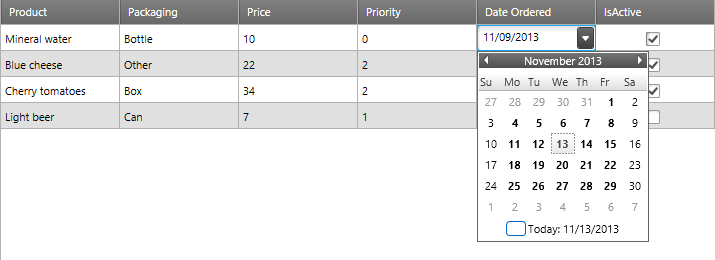 Product Packaging Price Priority Date Ordered IsActive
Mineral water Bottle 10 0 11/09/2013
November 2013
Blue cheese Other 22 2
Su Mo Tu We Th Fr Sa
Cherry tomatoes Box 34 2
27 28 29 30 31 1 2
Light beer Can 7 1
3 4 5 6 7 8 9
10 11 12 13 14 15 16
17 18 19 20 21 22 23
24 25 26 27 28 29 30
1 2 3 4 5 6 7
Today: 11/13/2013